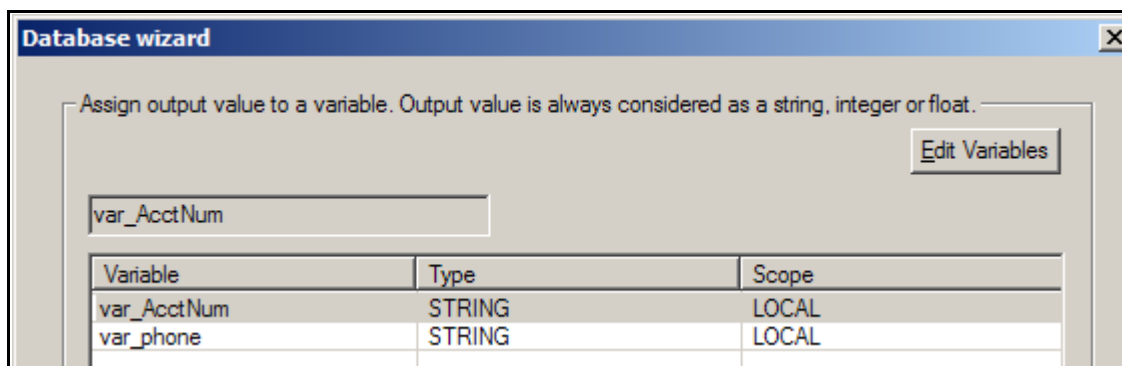 Database wizard
Assign output value to a variable. Output value is always considered as a string, integer or float.
Edit Variables
var_AcctNum
Variable Type Scope
var_AcctNum STRING LOCAL
var_phone STRING LOCAL